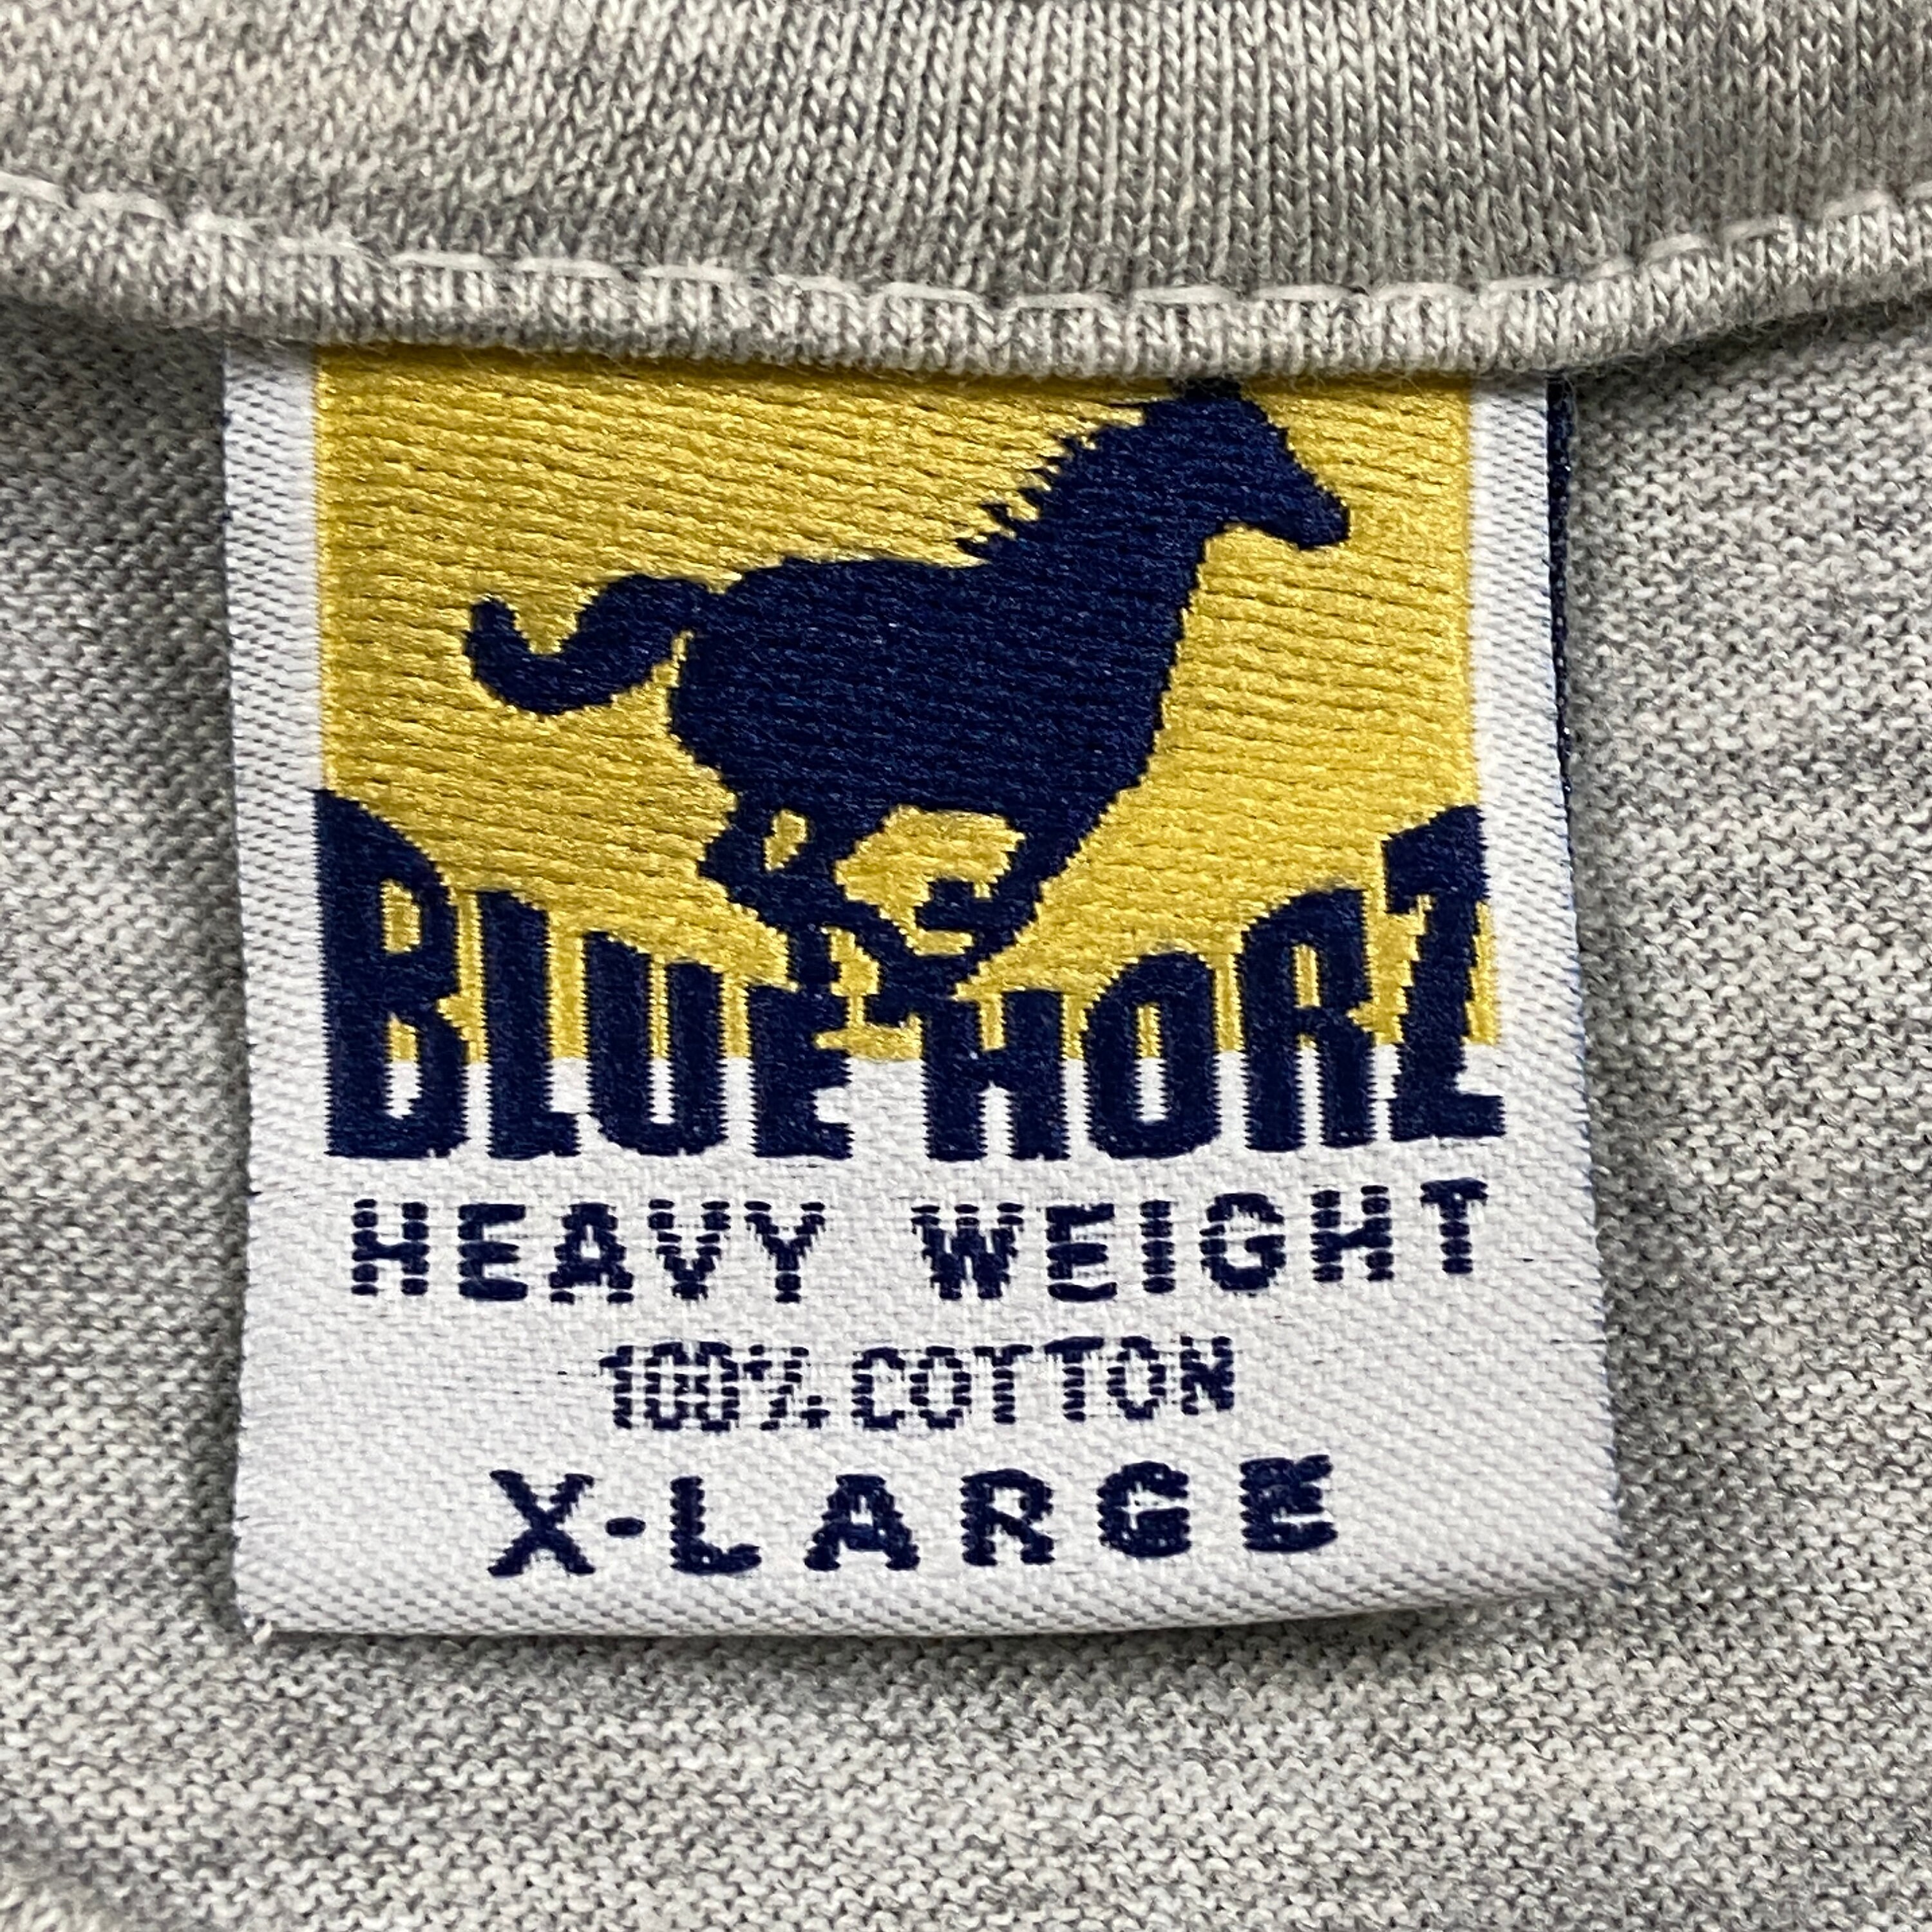 BLUE HORZ
HEAVY WEIGHT
100% COTTON
X-LARGE